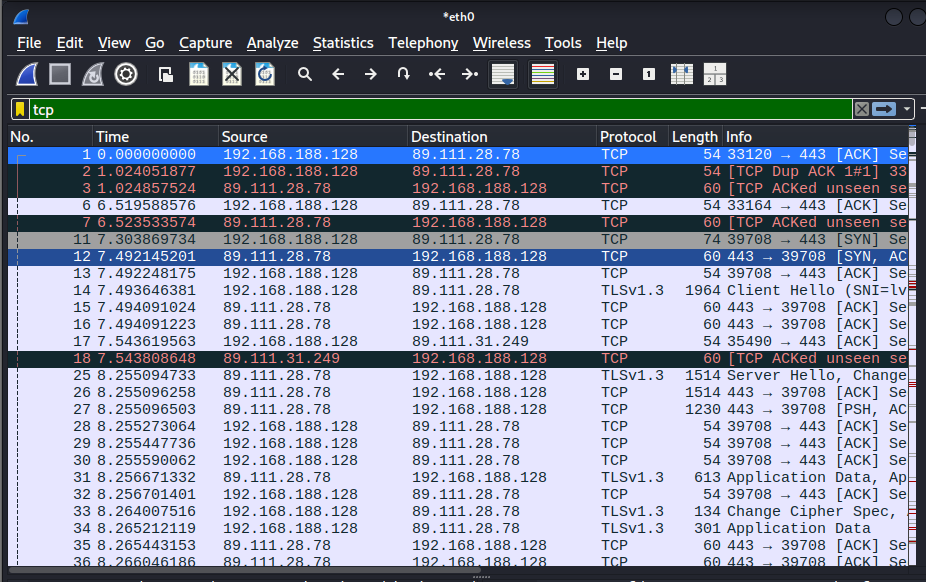 *eth0
File Edit View Go Capture Analyze Statistics Telephony Wireless Tools Help
tcp
No. Time Source Destination Protocol Length Info
1 0.000000000 192.168.188.128 89.111.28.78 TCP 54 33120 → 443 [ACK] Se
2 1.024051877 192.168.188.128 89.111.28.78 TCP 54 [TCP Dup ACK 1#1] 33
3 1.024857524 89.111.28.78 192.168.188.128 TCP 60 [TCP ACKed unseen se
6 6.519588576 192.168.188.128 89.111.28.78 TCP 54 33164 → 443 [ACK] Se
7 6.523533574 89.111.28.78 192.168.188.128 TCP 60 [TCP ACKed unseen se
11 7.303869734 192.168.188.128 89.111.28.78 TCP 74 39708 → 443 [SYN] Se
12 7.492145201 89.111.28.78 192.168.188.128 TCP 60 443 → 39708 [SYN, AC
13 7.492248175 192.168.188.128 89.111.28.78 TCP 54 39708 → 443 [ACK] Se
14 7.493646381 192.168.188.128 89.111.28.78 TLSv1.3 1964 Client Hello (SNI=lv
15 7.494091024 89.111.28.78 192.168.188.128 TCP 60 443 → 39708 [ACK] Se
16 7.494091223 89.111.28.78 192.168.188.128 TCP 60 443 → 39708 [ACK] Se
17 7.543619563 192.168.188.128 89.111.31.249 TCP 54 35490 → 443 [ACK] Se
18 7.543808648 89.111.31.249 192.168.188.128 TCP 60 [TCP ACKed unseen se
25 8.255094733 89.111.28.78 192.168.188.128 TLSv1.3 1514 Server Hello, Change
26 8.255096258 89.111.28.78 192.168.188.128 TCP 1514 443 → 39708 [ACK] Se
27 8.255096503 89.111.28.78 192.168.188.128 TCP 1230 443 → 39708 [PSH, AC
28 8.255273064 192.168.188.128 89.111.28.78 TCP 54 39708 → 443 [ACK] Se
29 8.255447736 192.168.188.128 89.111.28.78 TCP 54 39708 → 443 [ACK] Se
30 8.255590062 192.168.188.128 89.111.28.78 TCP 54 39708 → 443 [ACK] Se
31 8.256671332 89.111.28.78 192.168.188.128 TLSv1.3 613 Application Data, Ap
32 8.256701401 192.168.188.128 89.111.28.78 TCP 54 39708 → 443 [ACK] Se
33 8.264007516 192.168.188.128 89.111.28.78 TLSv1.3 134 Change Cipher Spec,
34 8.265212119 192.168.188.128 89.111.28.78 TLSv1.3 301 Application Data
35 8.265443153 89.111.28.78 192.168.188.128 TCP 60 443 → 39708 [ACK] Se
36 8.266046186 89.111.28.78 192.168.188.128 TCP 60 443 → 39708 [ACK] Se